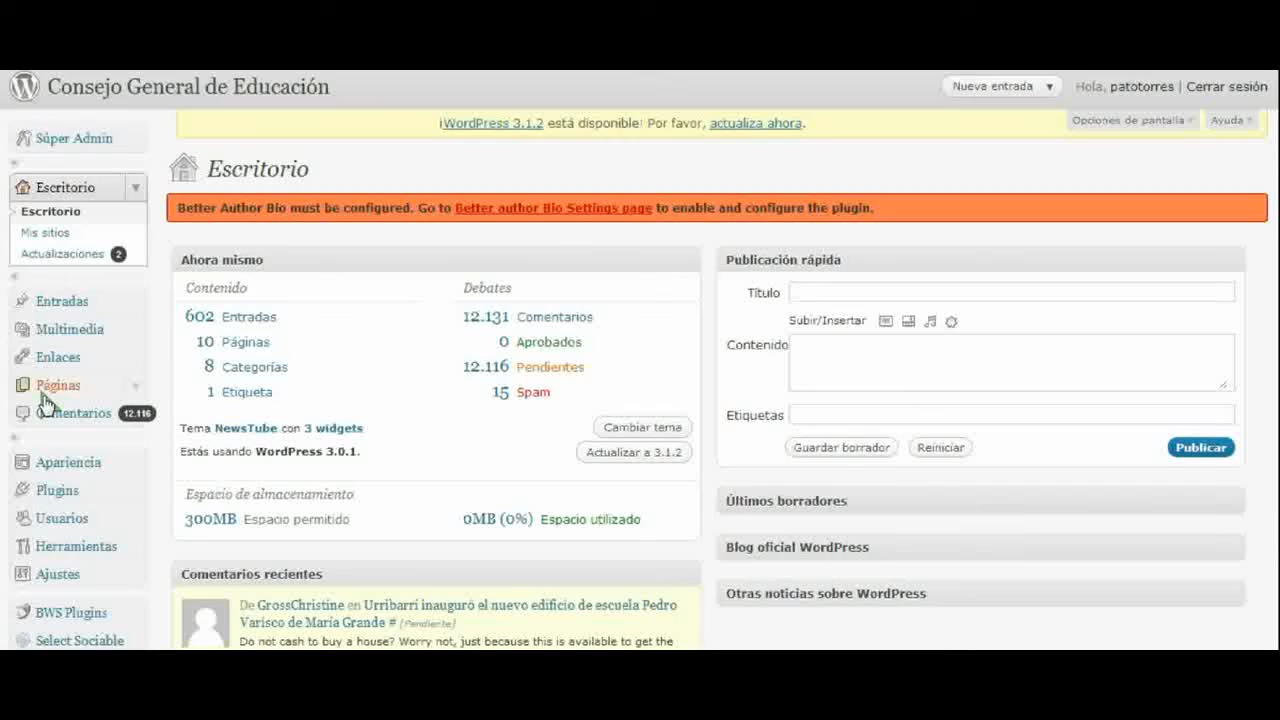 Consejo General de Educación
Nueva entrada
Hola, patotorres | Cerrar sesión
¡WordPress 3.1.2 está disponible! Por favor, actualiza ahora.
Opciones de pantalla
Ayuda
Súper Admin
Escritorio
Escritorio
Mis sitios
Actualizaciones 2
Entradas
Multimedia
Enlaces
Páginas
Comentarios 12.116
Apariencia
Plugins
Usuarios
Herramientas
Ajustes
BWS Plugins
Select Sociable
Escritorio
Better Author Bio must be configured. Go to Better author Bio Settings page to enable and configure the plugin.
Ahora mismo
Contenido
602 Entradas
10 Páginas
8 Categorías
1 Etiqueta
Debates
12.131 Comentarios
0 Aprobados
12.116 Pendientes
15 Spam
Tema NewsTube con 3 widgets
Cambiar tema
Estás usando WordPress 3.0.1.
Actualizar a 3.1.2
Espacio de almacenamiento
300MB Espacio permitido
0MB (0%) Espacio utilizado
Comentarios recientes
De GrossChristine en Urribarri inauguró el nuevo edificio de escuela Pedro
Varisco de María Grande # [Pendiente]
Do not cash to buy a house? Worry not, just because this is available to get the
Publicación rápida
Título
Subir/Insertar
Contenido
Etiquetas
Guardar borrador
Reiniciar
Publicar
Últimos borradores
Blog oficial WordPress
Otras noticias sobre WordPress